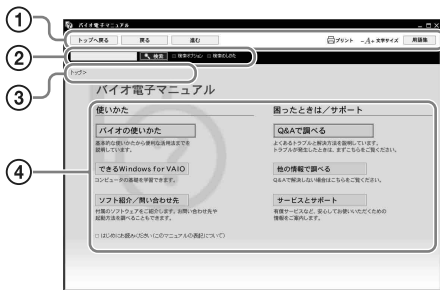 ①
バイオ電子マニュアル
トップへ戻る 戻る 進む プリント -A+ 文字サイズ 用語集
②
検索 検索オプション 検索のしかた
③
トップ>
バイオ電子マニュアル
使いかた
困ったときは／サポート
④
バイオの使いかた
基本的な使いかたから便利な活用法までを
説明しています。
Q&Aで調べる
よくあるトラブルと解決方法を説明しています。
トラブルが発生したときは、まずこちらをご覧ください。
できるWindows for VAIO
コンピュータの基礎を学習できます。
他の情報で調べる
Q&Aで解決しない場合はこちらをご覧ください。
ソフト紹介／問い合わせ先
付属のソフトウェアをご紹介します。お問い合わせ先や
起動方法を調べることもできます。
サービスとサポート
有償サービスなど、安心してお使いいただくための
情報をご案内します。
はじめにお読みください（このマニュアルの表記について）